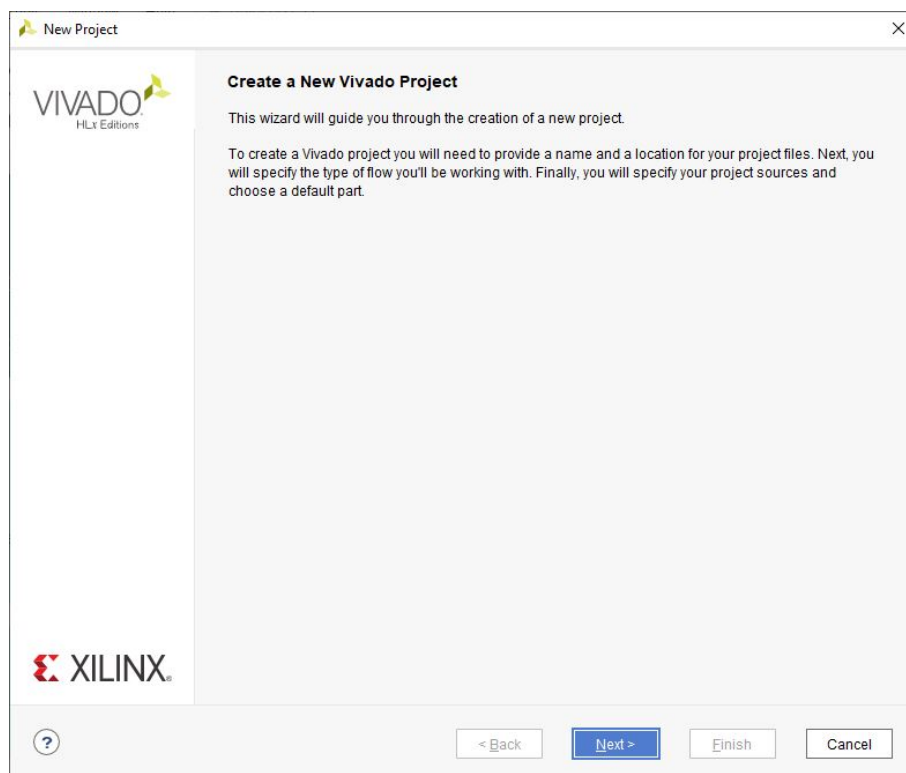 New Project
VIVADO.
HLx Editions
Create a New Vivado Project
This wizard will guide you through the creation of a new project.
To create a Vivado project you will need to provide a name and a location for your project files. Next, you
will specify the type of flow you'll be working with. Finally, you will specify your project sources and
choose a default part.
XILINX®
?
< Back
Next >
Finish
Cancel